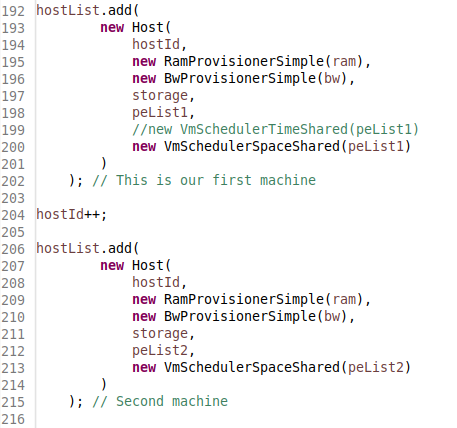 192 hostList.add(
193         new Host(
194             hostId,
195             new RamProvisionerSimple(ram),
196             new BwProvisionerSimple(bw),
197             storage,
198             peList1,
199             //new VmSchedulerTimeShared(peList1)
200             new VmSchedulerSpaceShared(peList1)
201         )
202     ); // This is our first machine
203
204 hostId++;
205
206 hostList.add(
207         new Host(
208             hostId,
209             new RamProvisionerSimple(ram),
210             new BwProvisionerSimple(bw),
211             storage,
212             peList2,
213             new VmSchedulerSpaceShared(peList2)
214         )
215     ); // Second machine
216